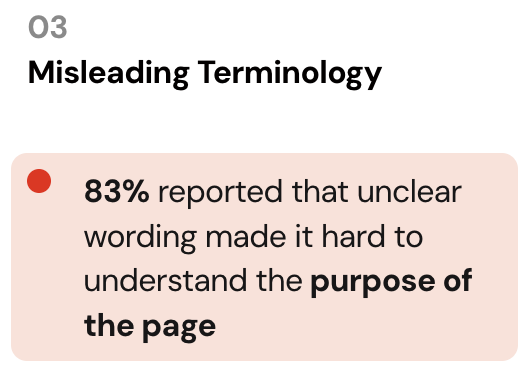 03
Misleading Terminology
83% reported that unclear
wording made it hard to
understand the purpose of
the page